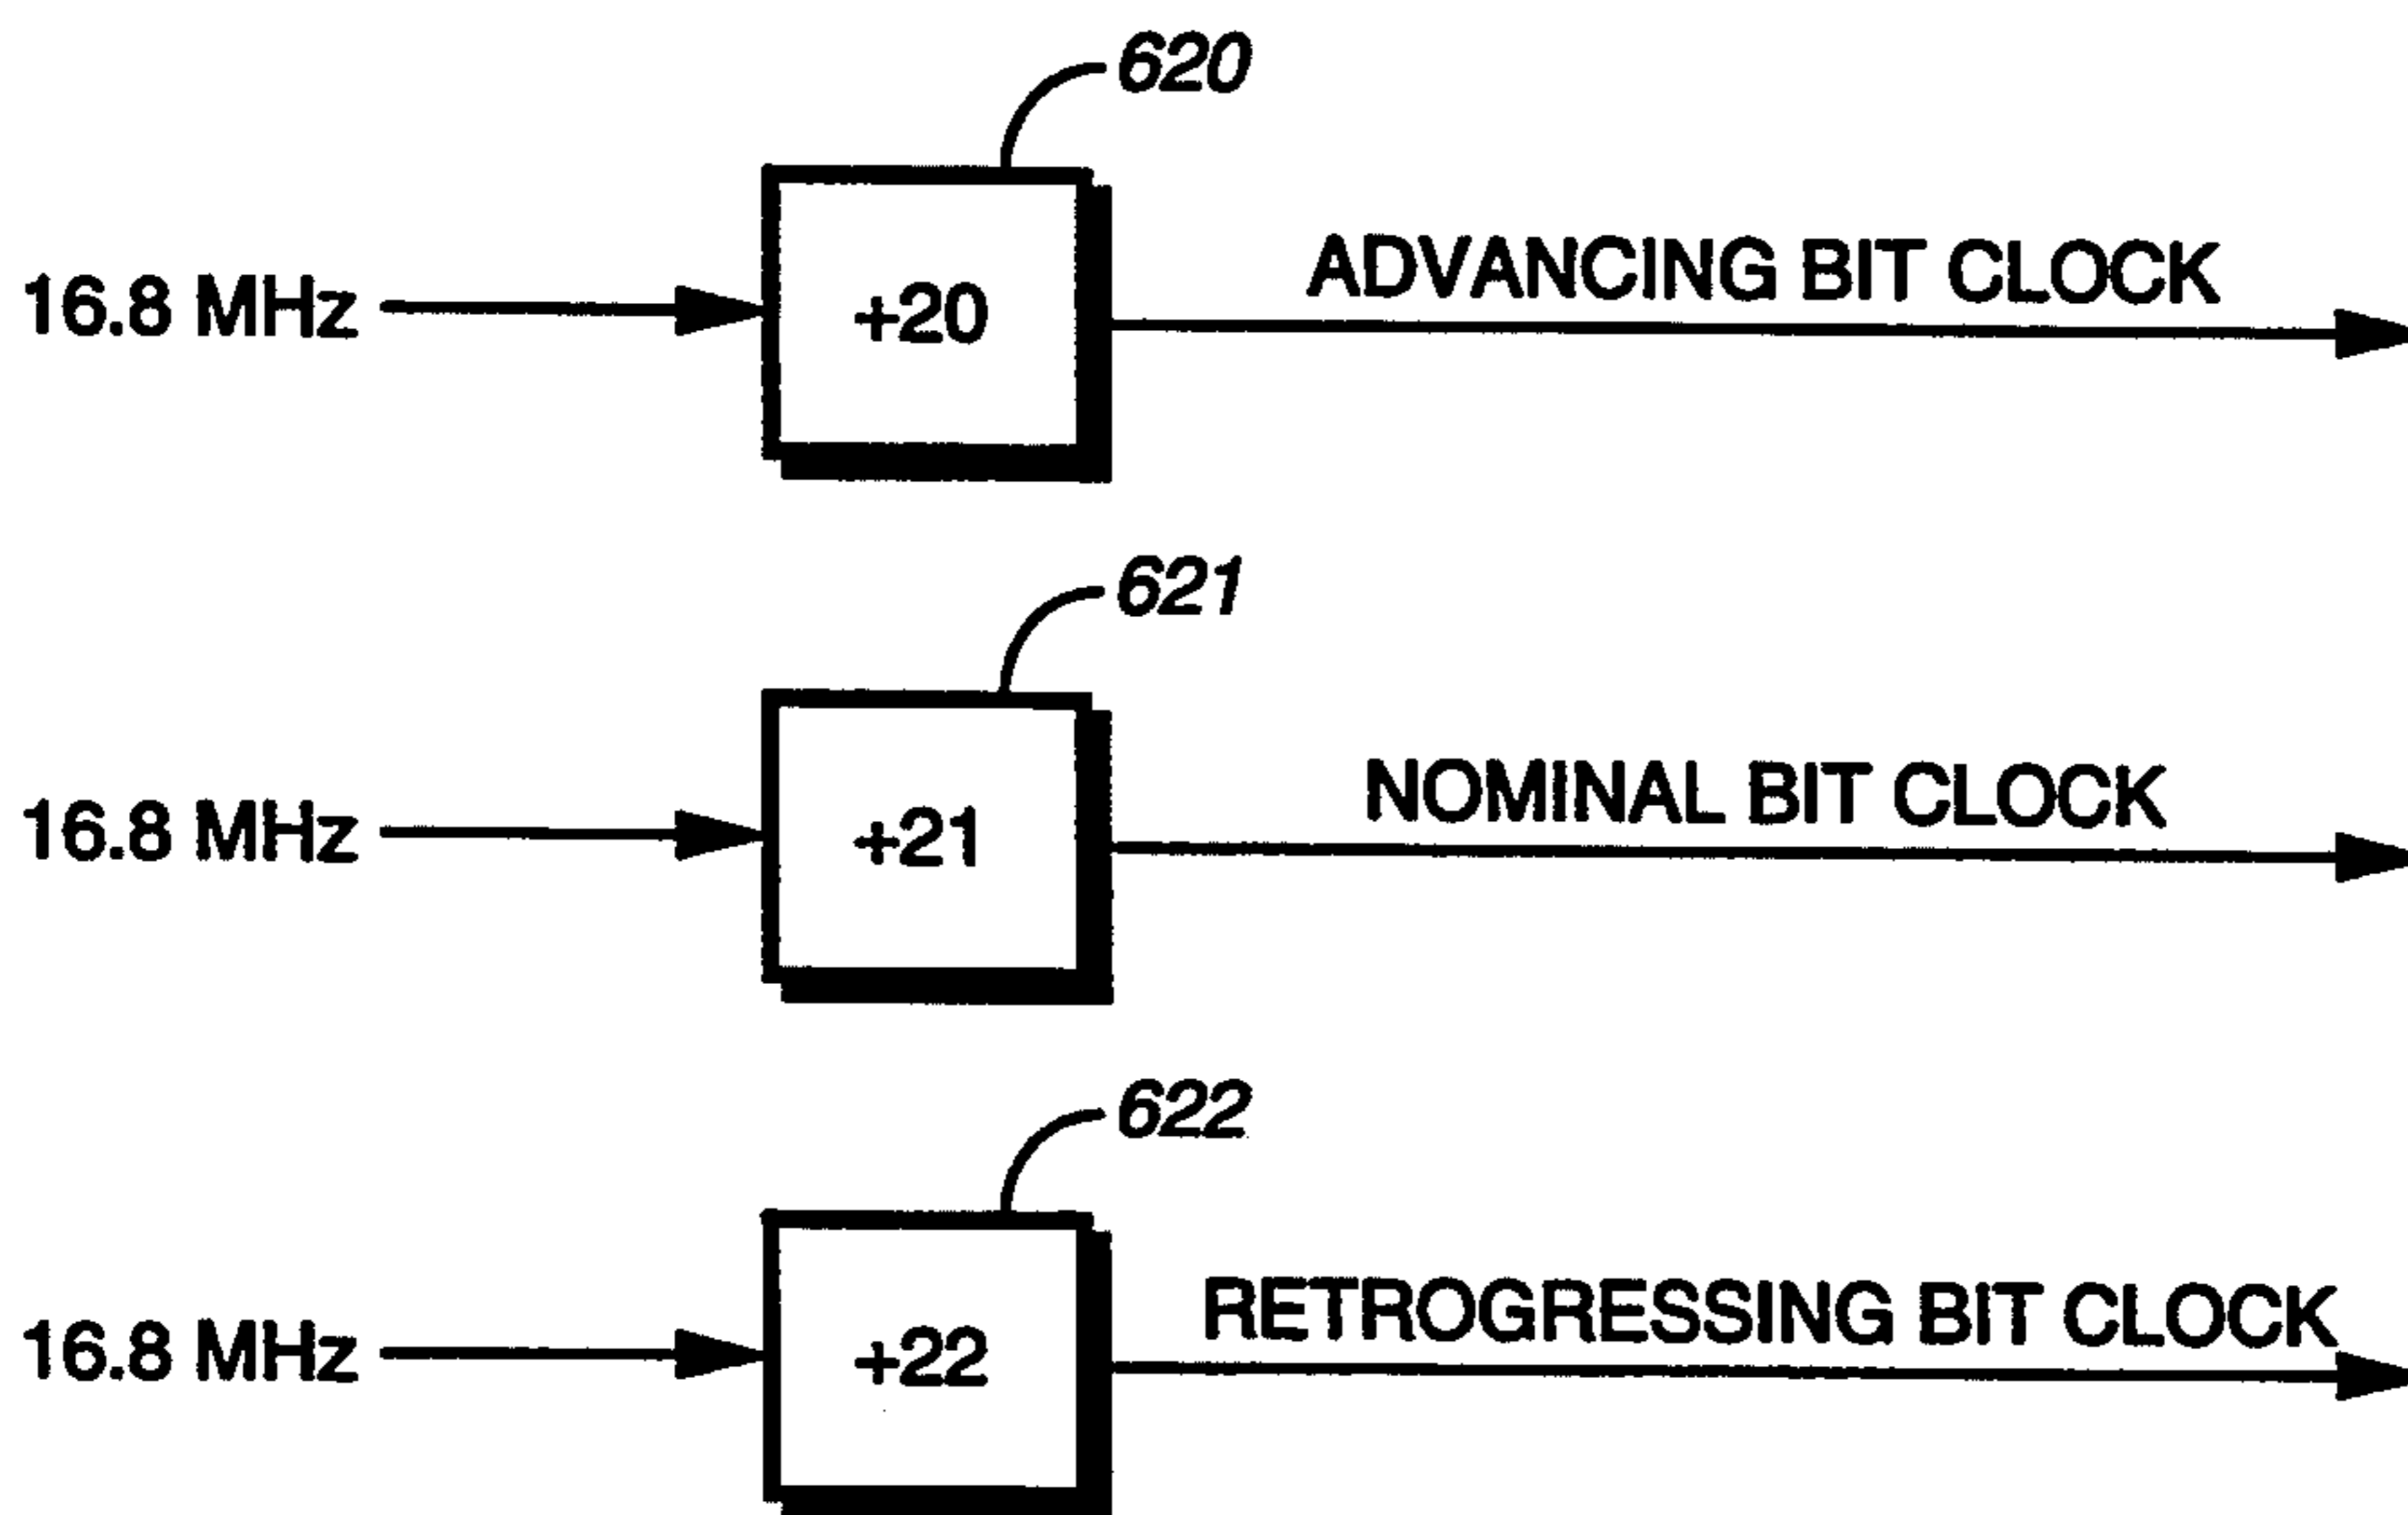 620
16.8 MHz
+20
ADVANCING BIT CLOCK
621
16.8 MHz
+21
NOMINAL BIT CLOCK
622
16.8 MHz
+22
RETROGRESSING BIT CLOCK